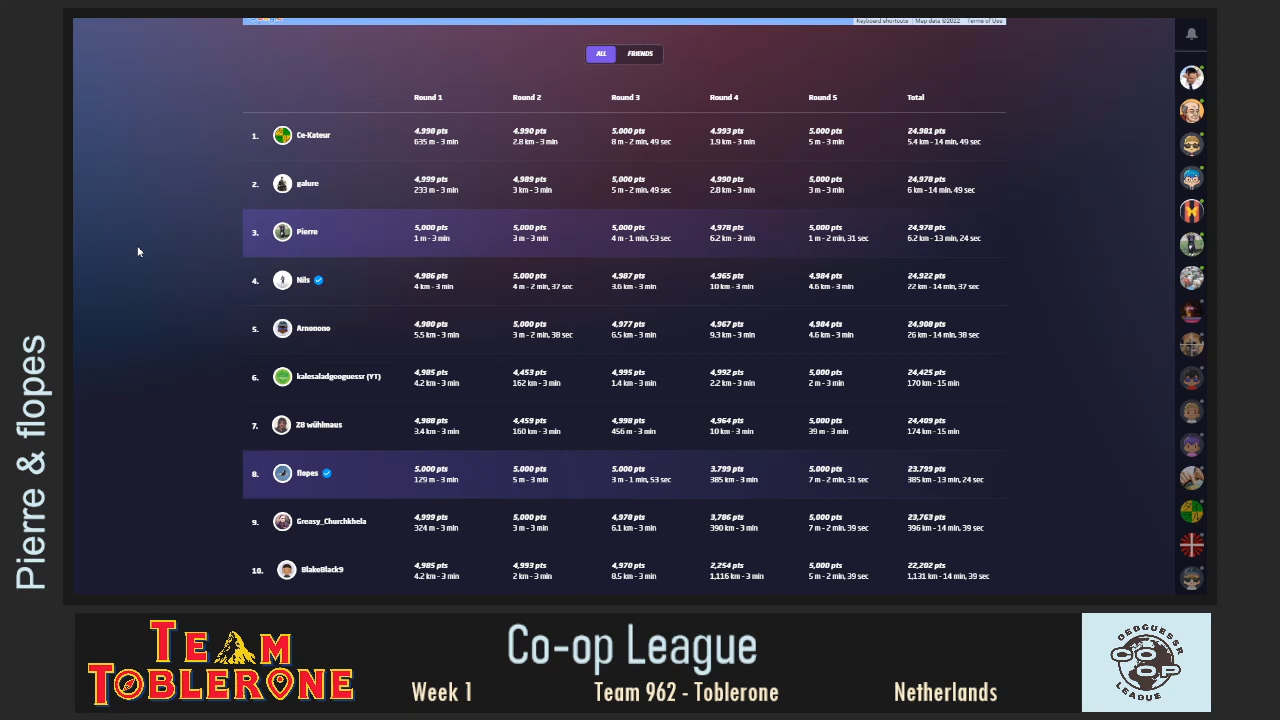 Google
Keyboard shortcuts Map data ©2022 Terms of Use
ALL FRIENDS
Round 1 Round 2 Round 3 Round 4 Round 5 Total
1. Ce-Kateur 4,998 pts 4,990 pts 5,000 pts 4,993 pts 5,000 pts 24,981 pts
635 m - 3 min 2.8 km - 3 min 8 m - 2 min, 49 sec 1.9 km - 3 min 5 m - 3 min 5.4 km - 14 min, 49 sec
2. galure 4,999 pts 4,989 pts 5,000 pts 4,990 pts 5,000 pts 24,978 pts
233 m - 3 min 3 km - 3 min 5 m - 2 min, 49 sec 2.8 km - 3 min 3 m - 3 min 6 km - 14 min, 49 sec
3. Pierre 5,000 pts 5,000 pts 5,000 pts 4,978 pts 5,000 pts 24,978 pts
1 m - 3 min 3 m - 3 min 4 m - 1 min, 53 sec 6.2 km - 3 min 1 m - 2 min, 31 sec 6.2 km - 13 min, 24 sec
4. Nils 4,986 pts 5,000 pts 4,987 pts 4,965 pts 4,984 pts 24,922 pts
4 km - 3 min 4 m - 2 min, 37 sec 3.6 km - 3 min 10 km - 3 min 4.6 km - 3 min 22 km - 14 min, 37 sec
5. Arnonono 4,980 pts 5,000 pts 4,977 pts 4,967 pts 4,984 pts 24,908 pts
5.5 km - 3 min 3 m - 2 min, 38 sec 6.5 km - 3 min 9.3 km - 3 min 4.6 km - 3 min 26 km - 14 min, 38 sec
6. kalesaladgeoguessr (YT) 4,985 pts 4,453 pts 4,995 pts 4,992 pts 5,000 pts 24,425 pts
4.2 km - 3 min 162 km - 3 min 1.4 km - 3 min 2.2 km - 3 min 2 m - 3 min 170 km - 15 min
7. ZB wühlmaus 4,988 pts 4,459 pts 4,998 pts 4,964 pts 5,000 pts 24,409 pts
3.4 km - 3 min 160 km - 3 min 456 m - 3 min 10 km - 3 min 39 m - 3 min 174 km - 15 min
8. flopes 5,000 pts 5,000 pts 5,000 pts 3,799 pts 5,000 pts 23,799 pts
129 m - 3 min 5 m - 3 min 3 m - 1 min, 53 sec 385 km - 3 min 7 m - 2 min, 31 sec 385 km - 13 min, 24 sec
9. Greasy_Churchkhela 4,999 pts 5,000 pts 4,978 pts 3,786 pts 5,000 pts 23,763 pts
324 m - 3 min 3 m - 3 min 6.1 km - 3 min 390 km - 3 min 7 m - 2 min, 39 sec 396 km - 14 min, 39 sec
10. BlakeBlack9 4,985 pts 4,993 pts 4,970 pts 2,254 pts 5,000 pts 22,202 pts
4.2 km - 3 min 2 km - 3 min 8.5 km - 3 min 1,116 km - 3 min 5 m - 2 min, 39 sec 1,131 km - 14 min, 39 sec
Pierre & flopes
TEAM
TOBLERONE
Co-op League
Week 1 Team 962 - Toblerone Netherlands
GEOGUESSR
CO-OP
LEAGUE